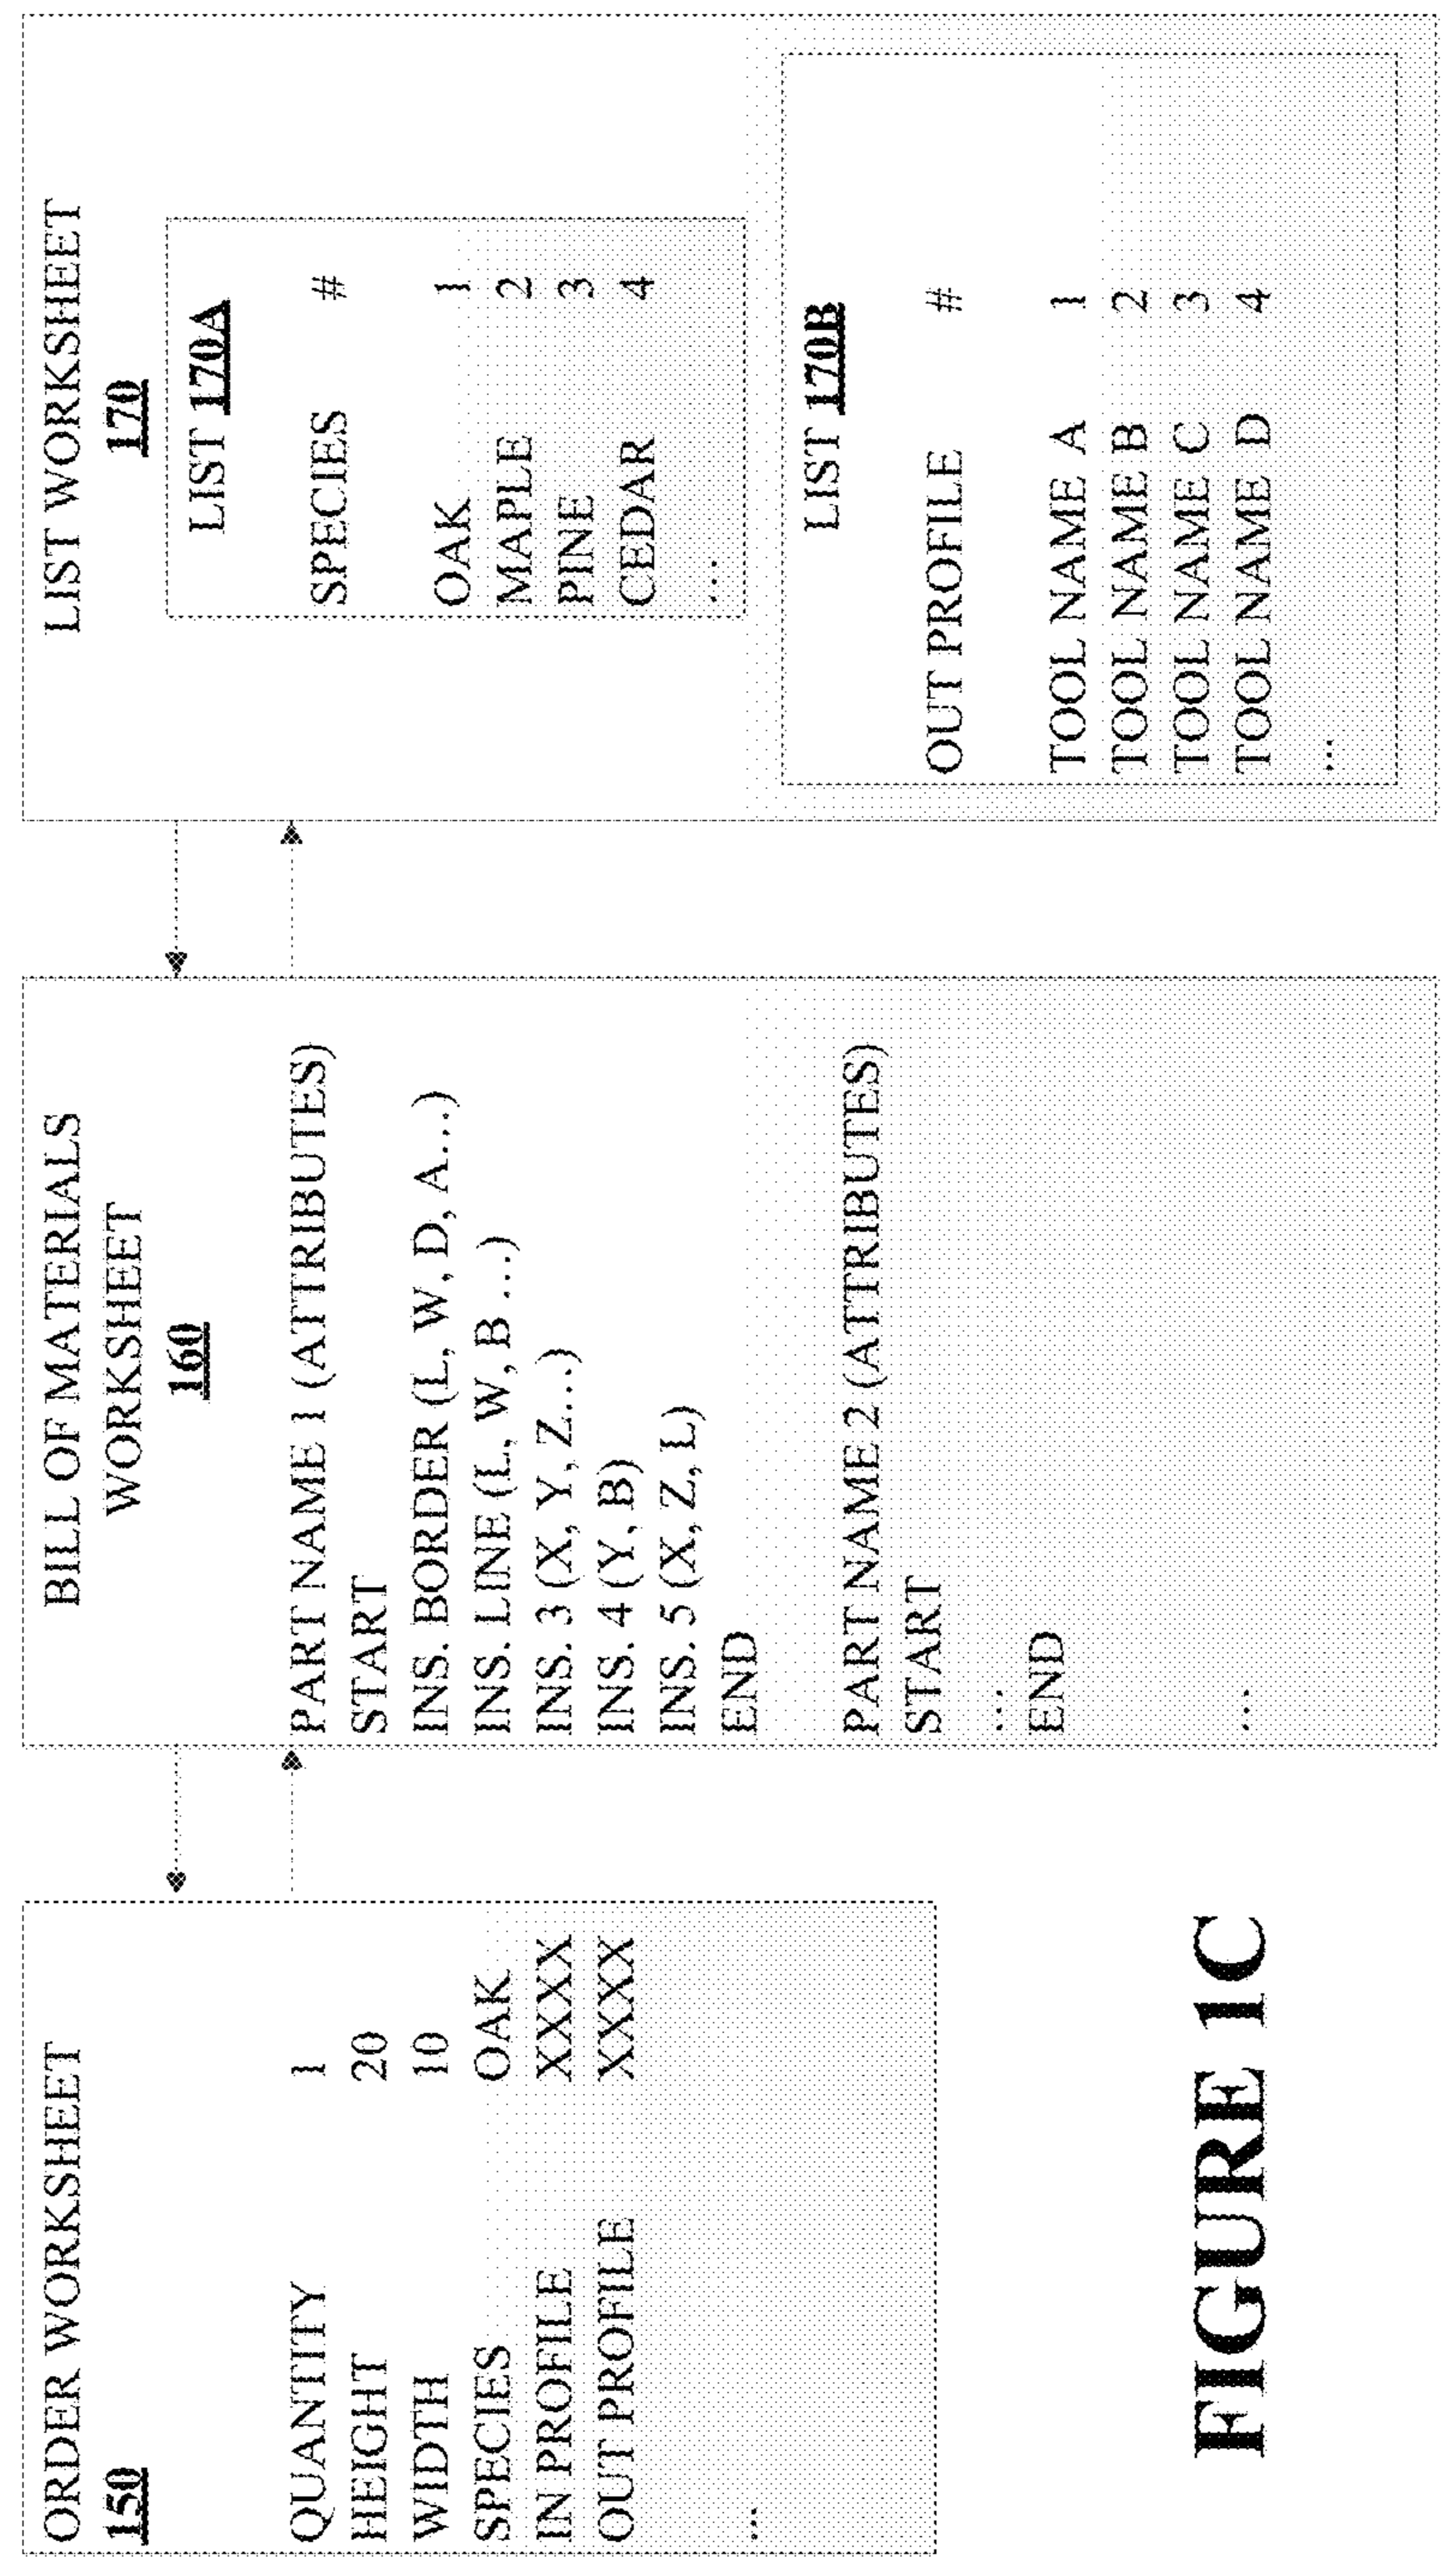 ORDER WORKSHEET
150
QUANTITY 1
HEIGHT 20
WIDTH 10
SPECIES OAK
IN PROFILE XXXX
OUT PROFILE XXXX
...
BILL OF MATERIALS
WORKSHEET
160
PART NAME 1 (ATTRIBUTES)
START
INS. BORDER (L, W, D, A...)
INS. LINE (L, W, B ...)
INS. 3 (X, Y, Z...)
INS. 4 (Y, B)
INS. 5 (X, Z, L)
END
PART NAME 2 (ATTRIBUTES)
START
...
END
...
LIST WORKSHEET
170
LIST 170A
SPECIES #
OAK 1
MAPLE 2
PINE 3
CEDAR 4
...
LIST 170B
OUT PROFILE #
TOOL NAME A 1
TOOL NAME B 2
TOOL NAME C 3
TOOL NAME D 4
...
FIGURE 1C